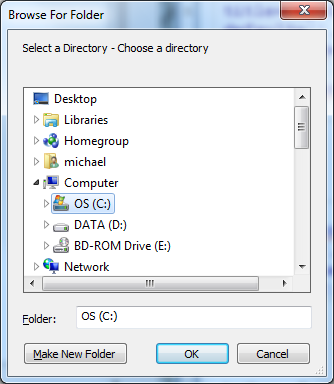 Browse For Folder
Select a Directory - Choose a directory
Desktop
Libraries
Homegroup
michael
Computer
OS (C:)
DATA (D:)
BD-ROM Drive (E:)
Network
Folder: OS (C:)
Make New Folder OK Cancel